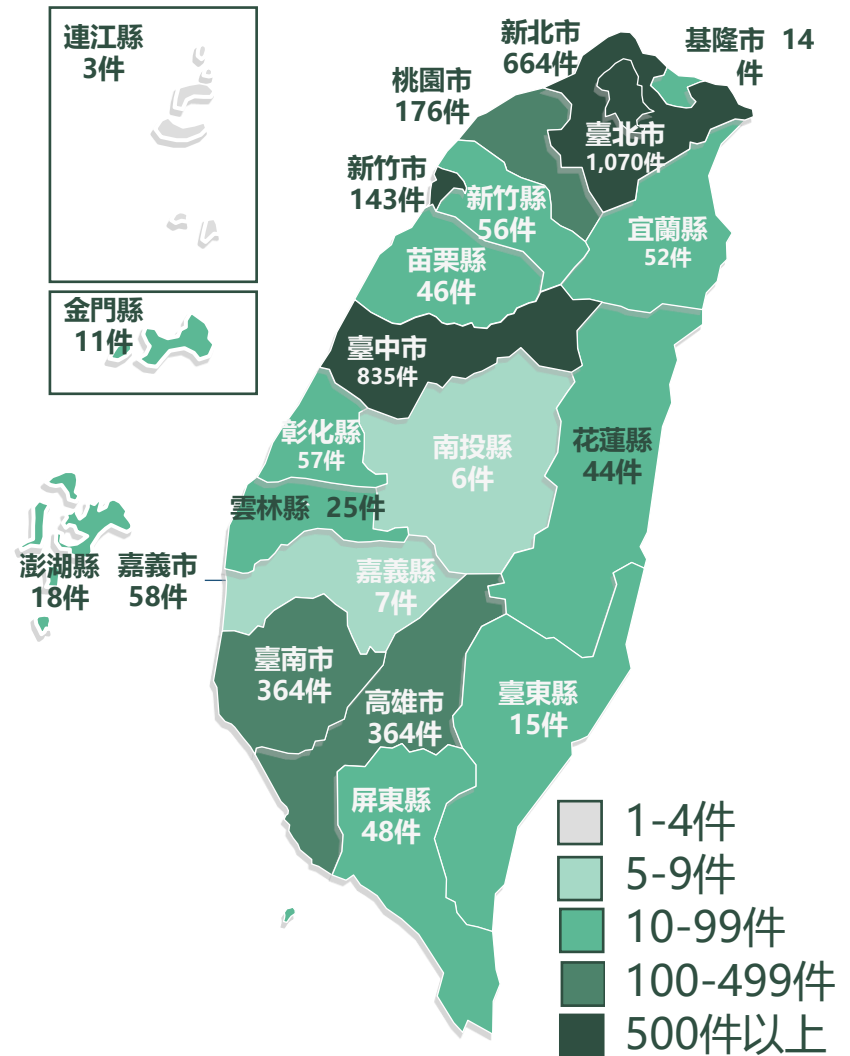 連江縣
3件
新北市
664件
基隆市 14
件
桃園市
176件
臺北市
1,070件
新竹市
143件
新竹縣
56件
宜蘭縣
52件
苗栗縣
46件
金門縣
11件
臺中市
835件
彰化縣
57件
南投縣
6件
花蓮縣
44件
雲林縣 25件
澎湖縣
18件
嘉義市
58件
嘉義縣
7件
臺南市
364件
高雄市
364件
臺東縣
15件
屏東縣
48件
1-4件
5-9件
10-99件
100-499件
500件以上